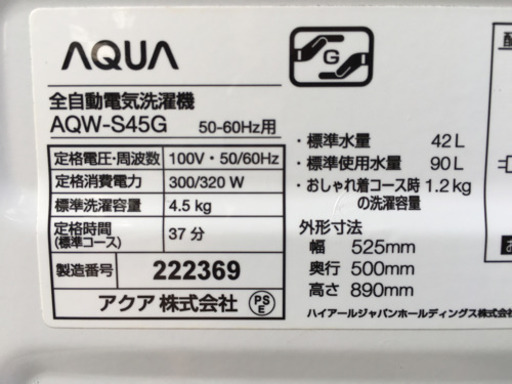 AQUA
G
全自動電気洗濯機
AQW-S45G 50-60Hz用
定格電圧・周波数 100V・50/60Hz
定格消費電力 300/320 W
標準洗濯容量 4.5 kg
定格時間 (標準コース) 37 分
製造番号 222369
アクア 株式会社 PSE
・標準水量 42L
・標準使用水量 90L
・おしゃれ着コース時 1.2kg
の洗濯容量
外形寸法
幅 525mm
奥行 500mm
高さ 890mm
ハイアールジャパンホールディングス株式会